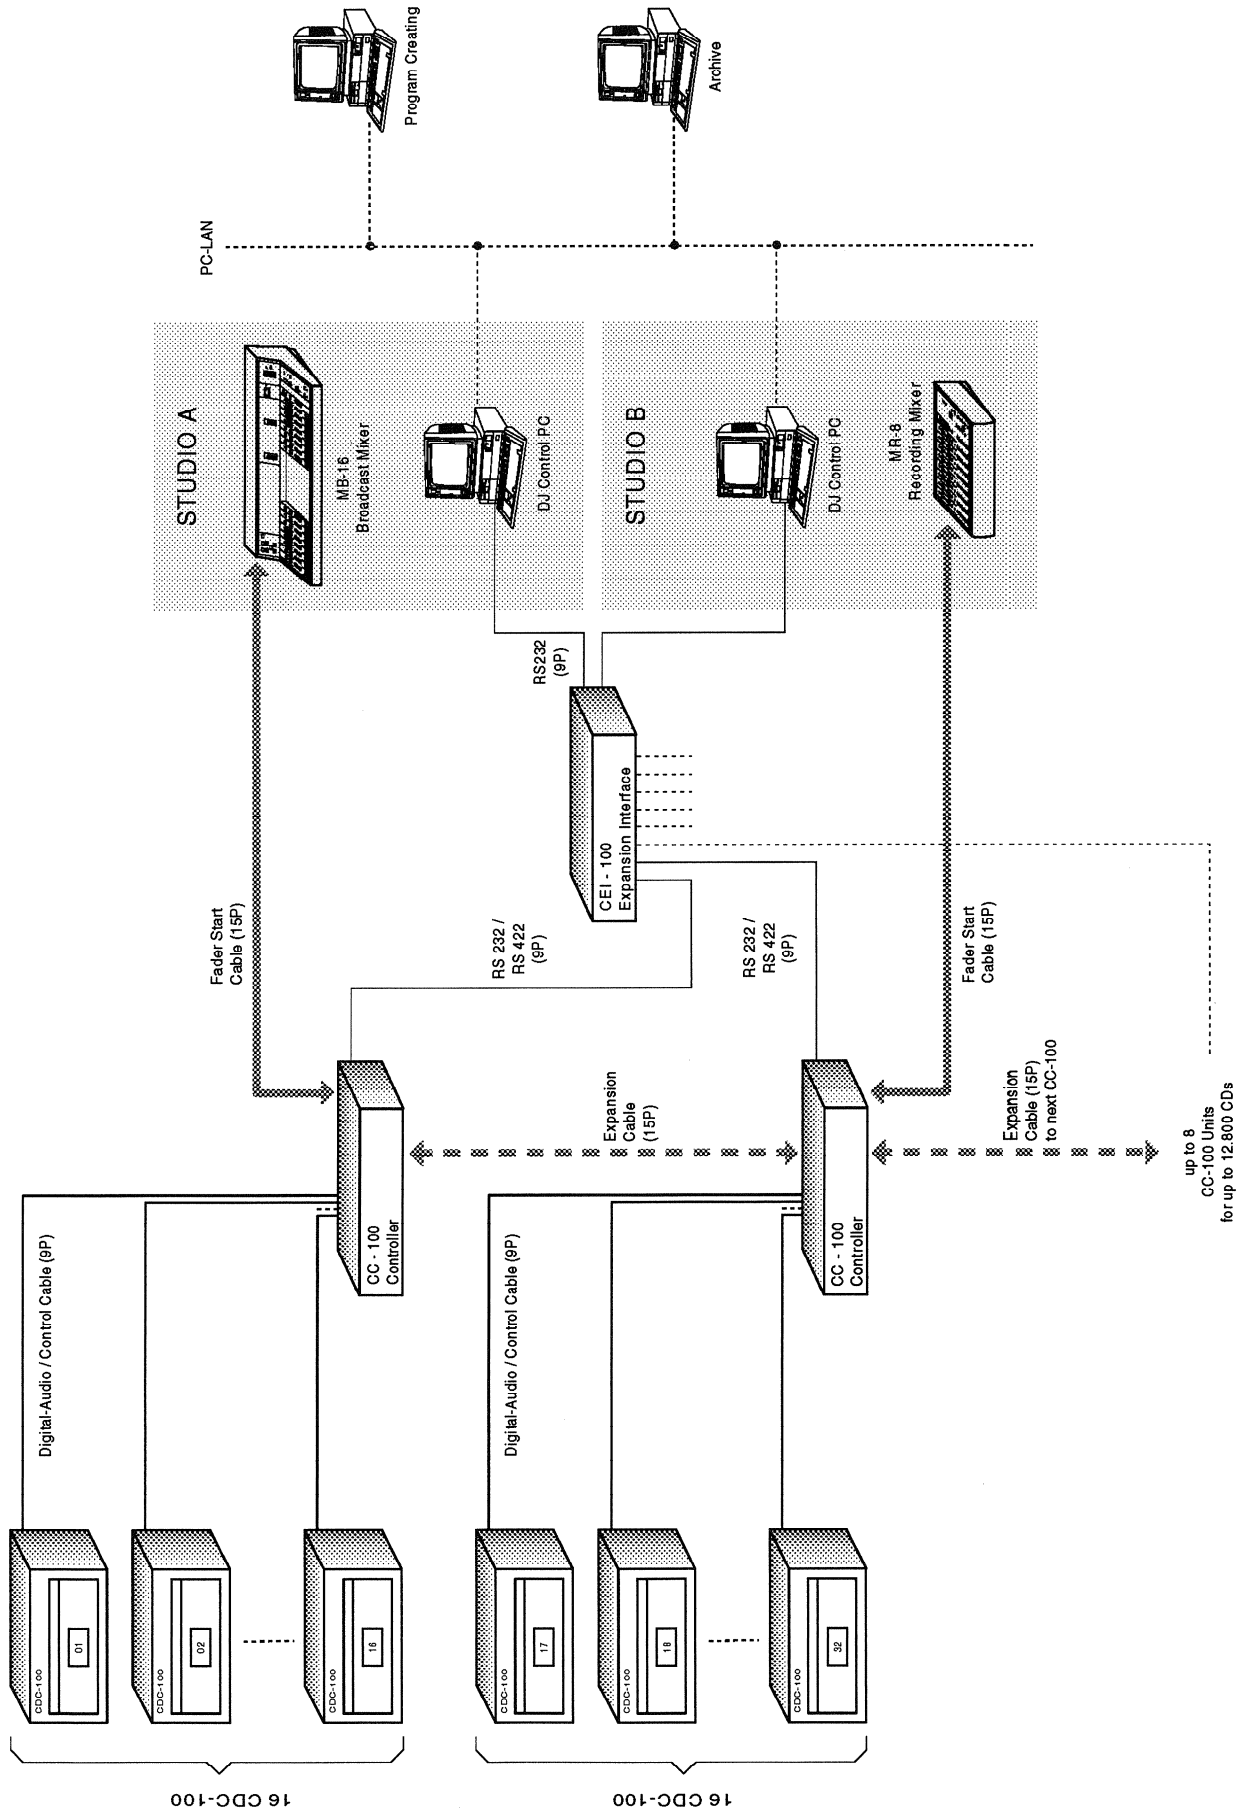 16 CDC-100
CDC-100
01
CDC-100
02
CDC-100
16
Digital-Audio / Control Cable (9P)
CC - 100
Controller
Fader Start
Cable (15P)
STUDIO A
MB-16
Broadcast Mixer
DJ Control PC
PC-LAN
Program Creating
Archive
RS232
(9P)
CEI - 100
Expansion Interface
RS 232 /
RS 422
(9P)
RS 232 /
RS 422
(9P)
STUDIO B
DJ Control PC
MR-8
Recording Mixer
Expansion
Cable
(15P)
16 CDC-100
CDC-100
17
CDC-100
18
CDC-100
32
Digital-Audio / Control Cable (9P)
CC - 100
Controller
Fader Start
Cable (15P)
Expansion
Cable (15P)
to next CC-100
up to 8
CC-100 Units
for up to 12.800 CDs